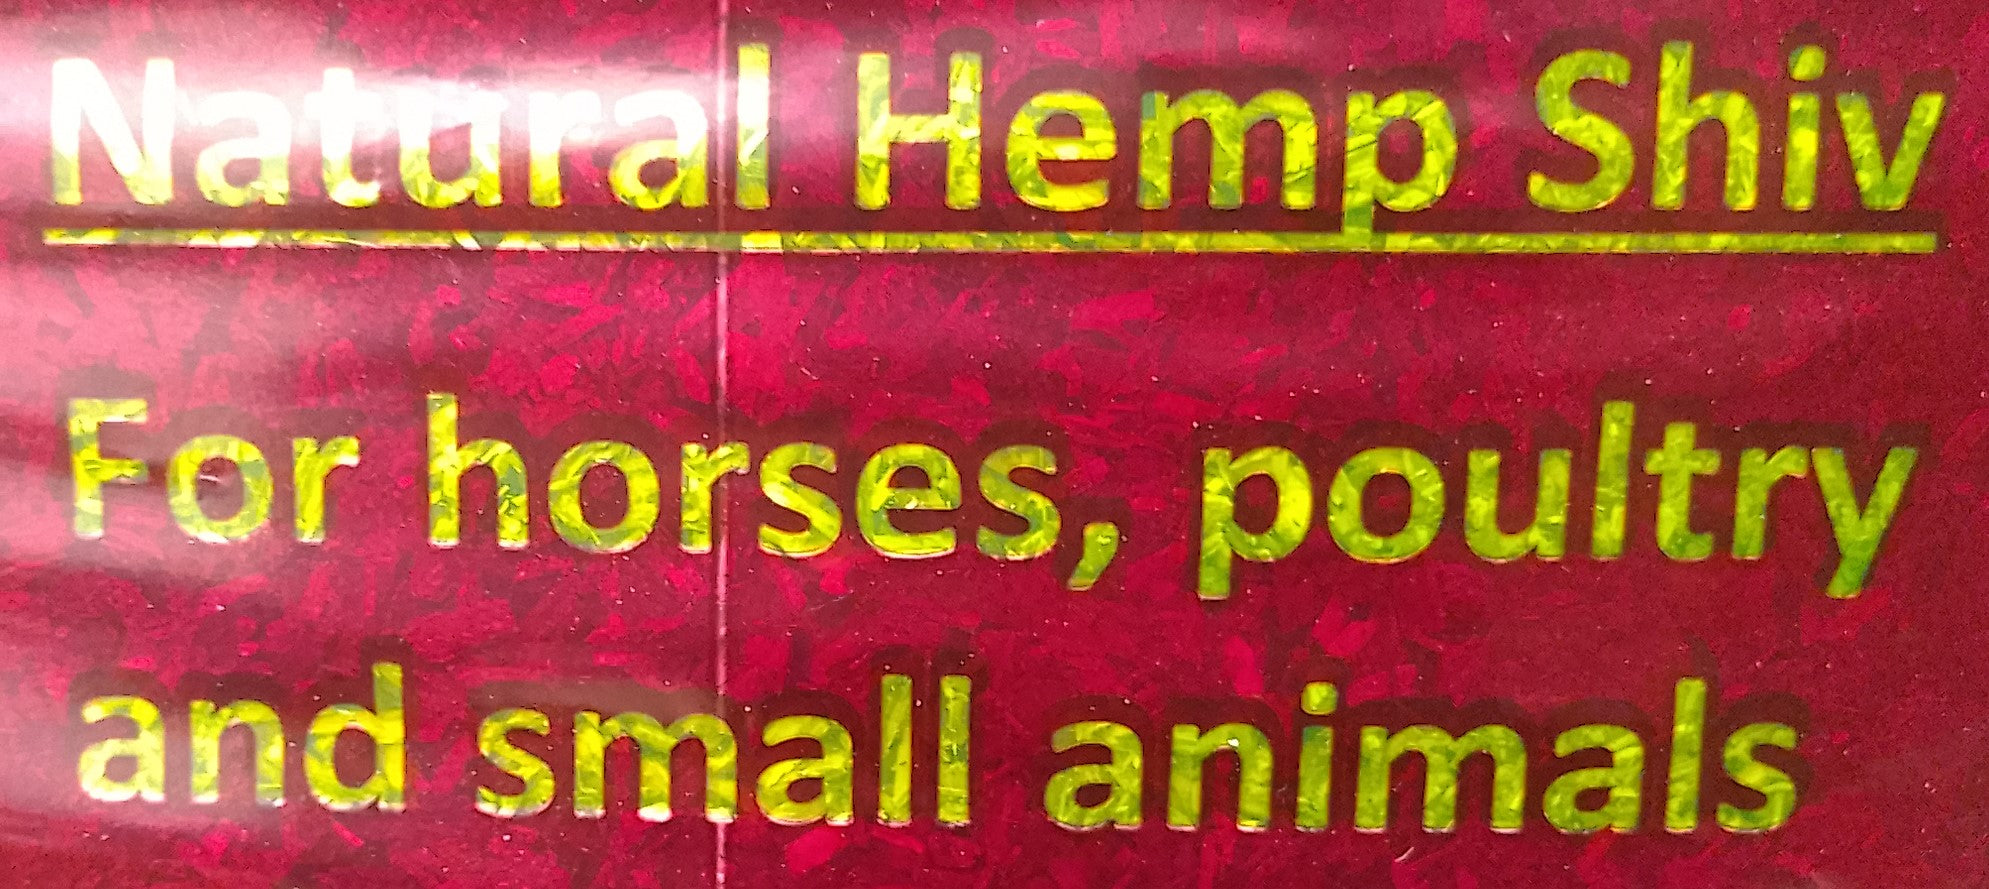 Natural Hemp Shiv
For horses, poultry
and small animals